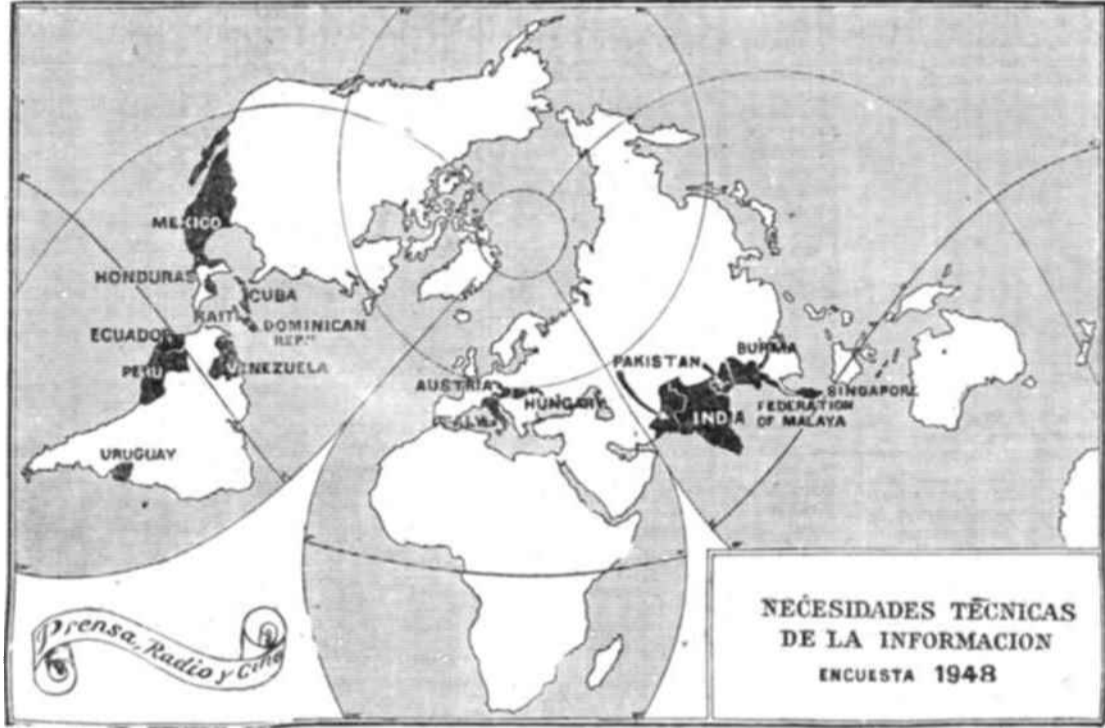 MEXICO
HONDURAS
CUBA
HAITI
DOMINICAN
REP.
ECUADOR
PERU
VENEZUELA
URUGUAY
AUSTRIA
HUNGARY
PAKISTAN
BURMA
INDIA
SINGAPORE
FEDERATION
OF MALAYA
Prensa, Radio y Cine
NECESIDADES TÉCNICAS
DE LA INFORMACION
ENCUESTA 1948